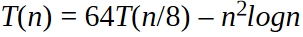 T(n) = 64T(n/8) – n²logn